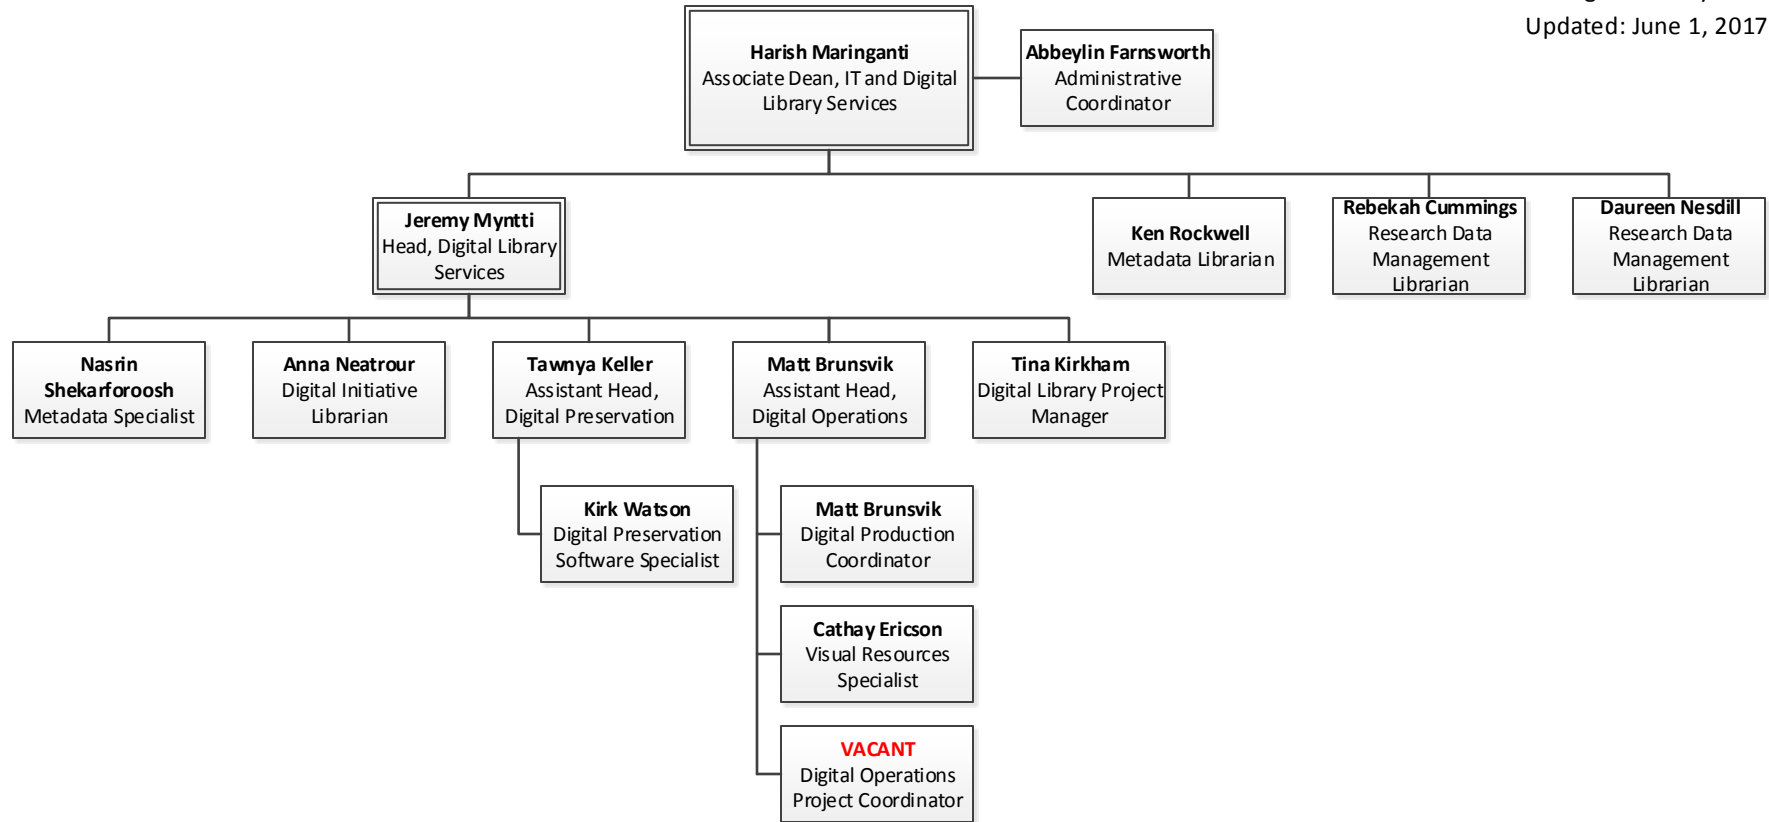 Updated: June 1, 2017
Harish Maringanti
Associate Dean, IT and Digital
Library Services
Abbeylin Farnsworth
Administrative
Coordinator
Jeremy Myntti
Head, Digital Library
Services
Ken Rockwell
Metadata Librarian
Rebekah Cummings
Research Data
Management
Librarian
Daureen Nesdill
Research Data
Management
Librarian
Nasrin
Shekarforoosh
Metadata Specialist
Anna Neatrour
Digital Initiative
Librarian
Tawnya Keller
Assistant Head,
Digital Preservation
Matt Brunsvik
Assistant Head,
Digital Operations
Tina Kirkham
Digital Library Project
Manager
Kirk Watson
Digital Preservation
Software Specialist
Matt Brunsvik
Digital Production
Coordinator
Cathay Ericson
Visual Resources
Specialist
VACANT
Digital Operations
Project Coordinator